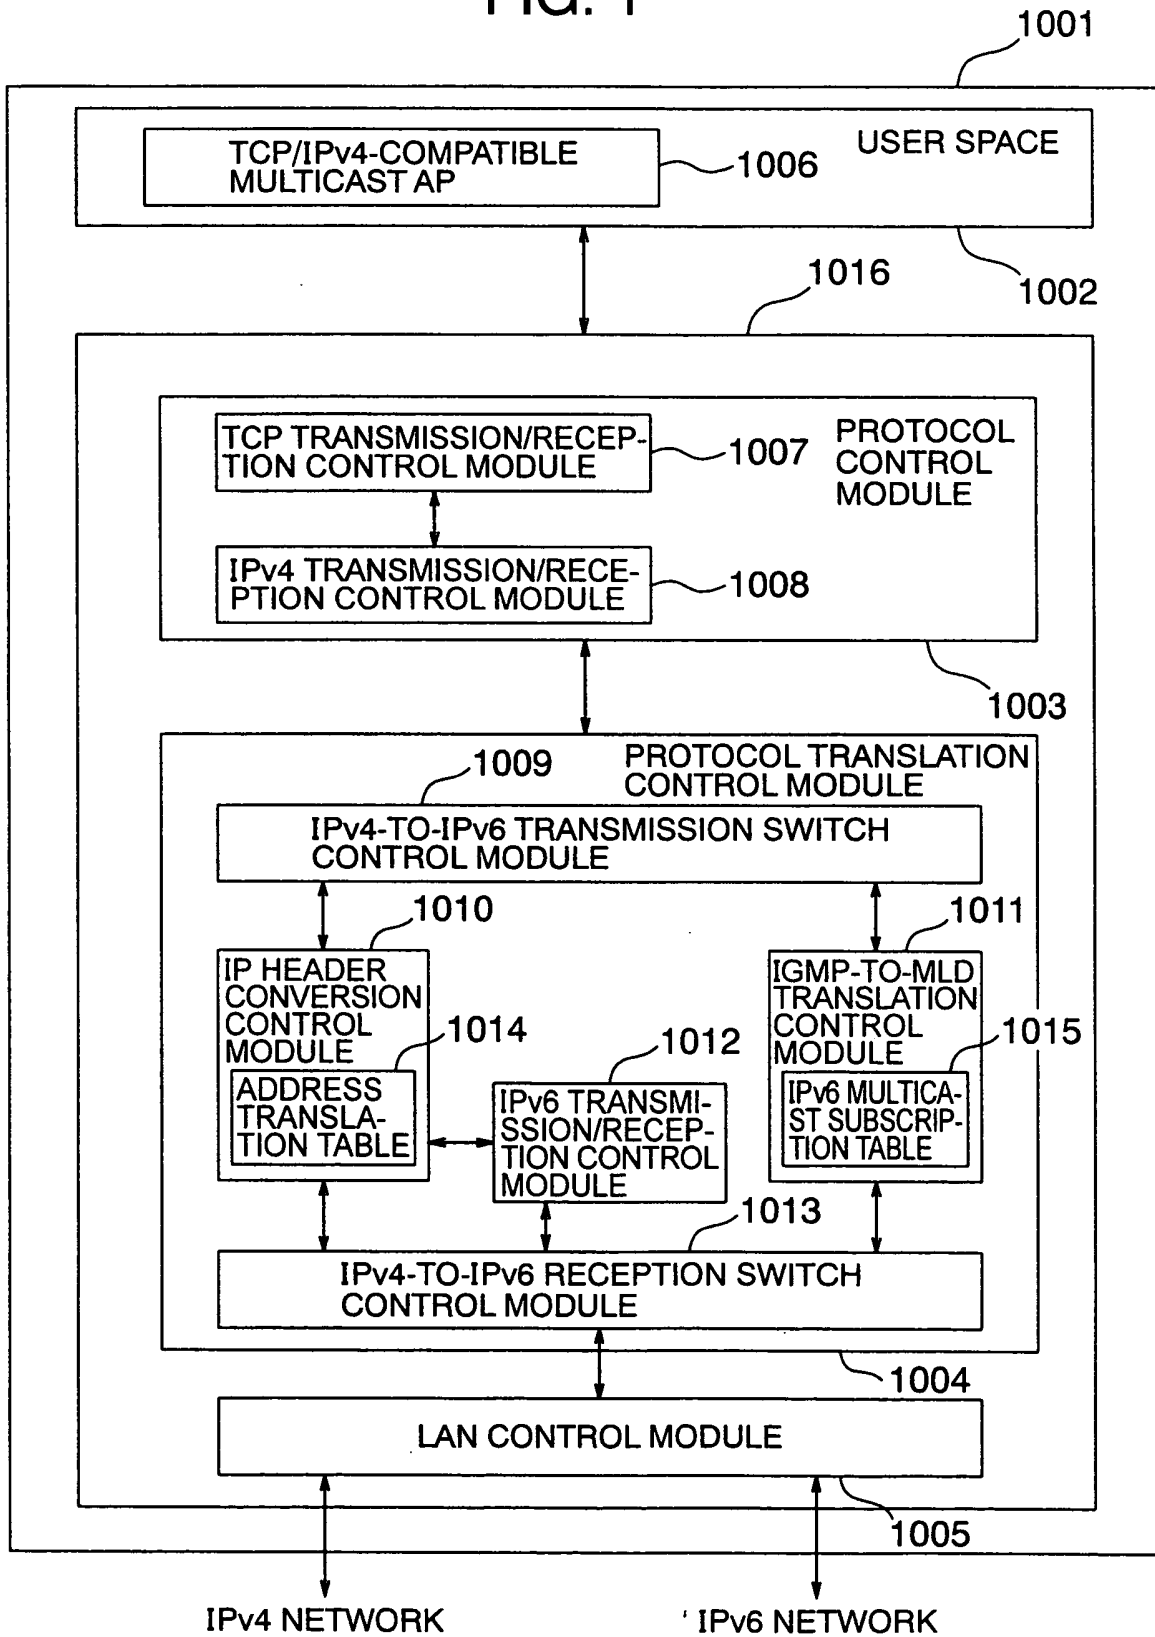 FIG. 1
1001
USER SPACE
TCP/IPv4-COMPATIBLE
MULTICAST AP
1006
1002
1016
TCP TRANSMISSION/RECEP-
TION CONTROL MODULE
1007
PROTOCOL
CONTROL
MODULE
IPv4 TRANSMISSION/RECE-
PTION CONTROL MODULE
1008
1003
PROTOCOL TRANSLATION
CONTROL MODULE
1009
IPv4-TO-IPv6 TRANSMISSION SWITCH
CONTROL MODULE
1010
1011
IP HEADER
CONVERSION
CONTROL
MODULE
1014
ADDRESS
TRANSLA-
TION TABLE
1012
IPv6 TRANSMI-
SSION/RECEP-
TION CONTROL
MODULE
IGMP-TO-MLD
TRANSLATION
CONTROL
MODULE
1015
IPv6 MULTICA-
ST SUBSCRIP-
TION TABLE
1013
IPv4-TO-IPv6 RECEPTION SWITCH
CONTROL MODULE
1004
LAN CONTROL MODULE
1005
IPv4 NETWORK
IPv6 NETWORK